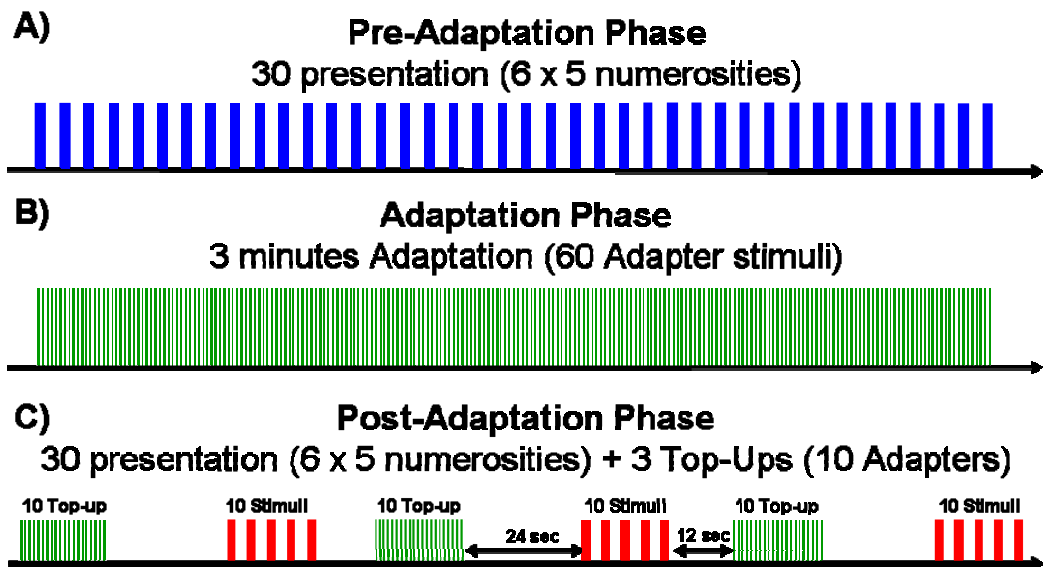 A)
Pre-Adaptation Phase
30 presentation (6 x 5 numerosities)
B)
Adaptation Phase
3 minutes Adaptation (60 Adapter stimuli)
C)
Post-Adaptation Phase
30 presentation (6 x 5 numerosities) + 3 Top-Ups (10 Adapters)
10 Top-up
10 Stimuli
10 Top-up
10 Stimuli
10 Top-up
10 Stimuli
24 sec
12 sec